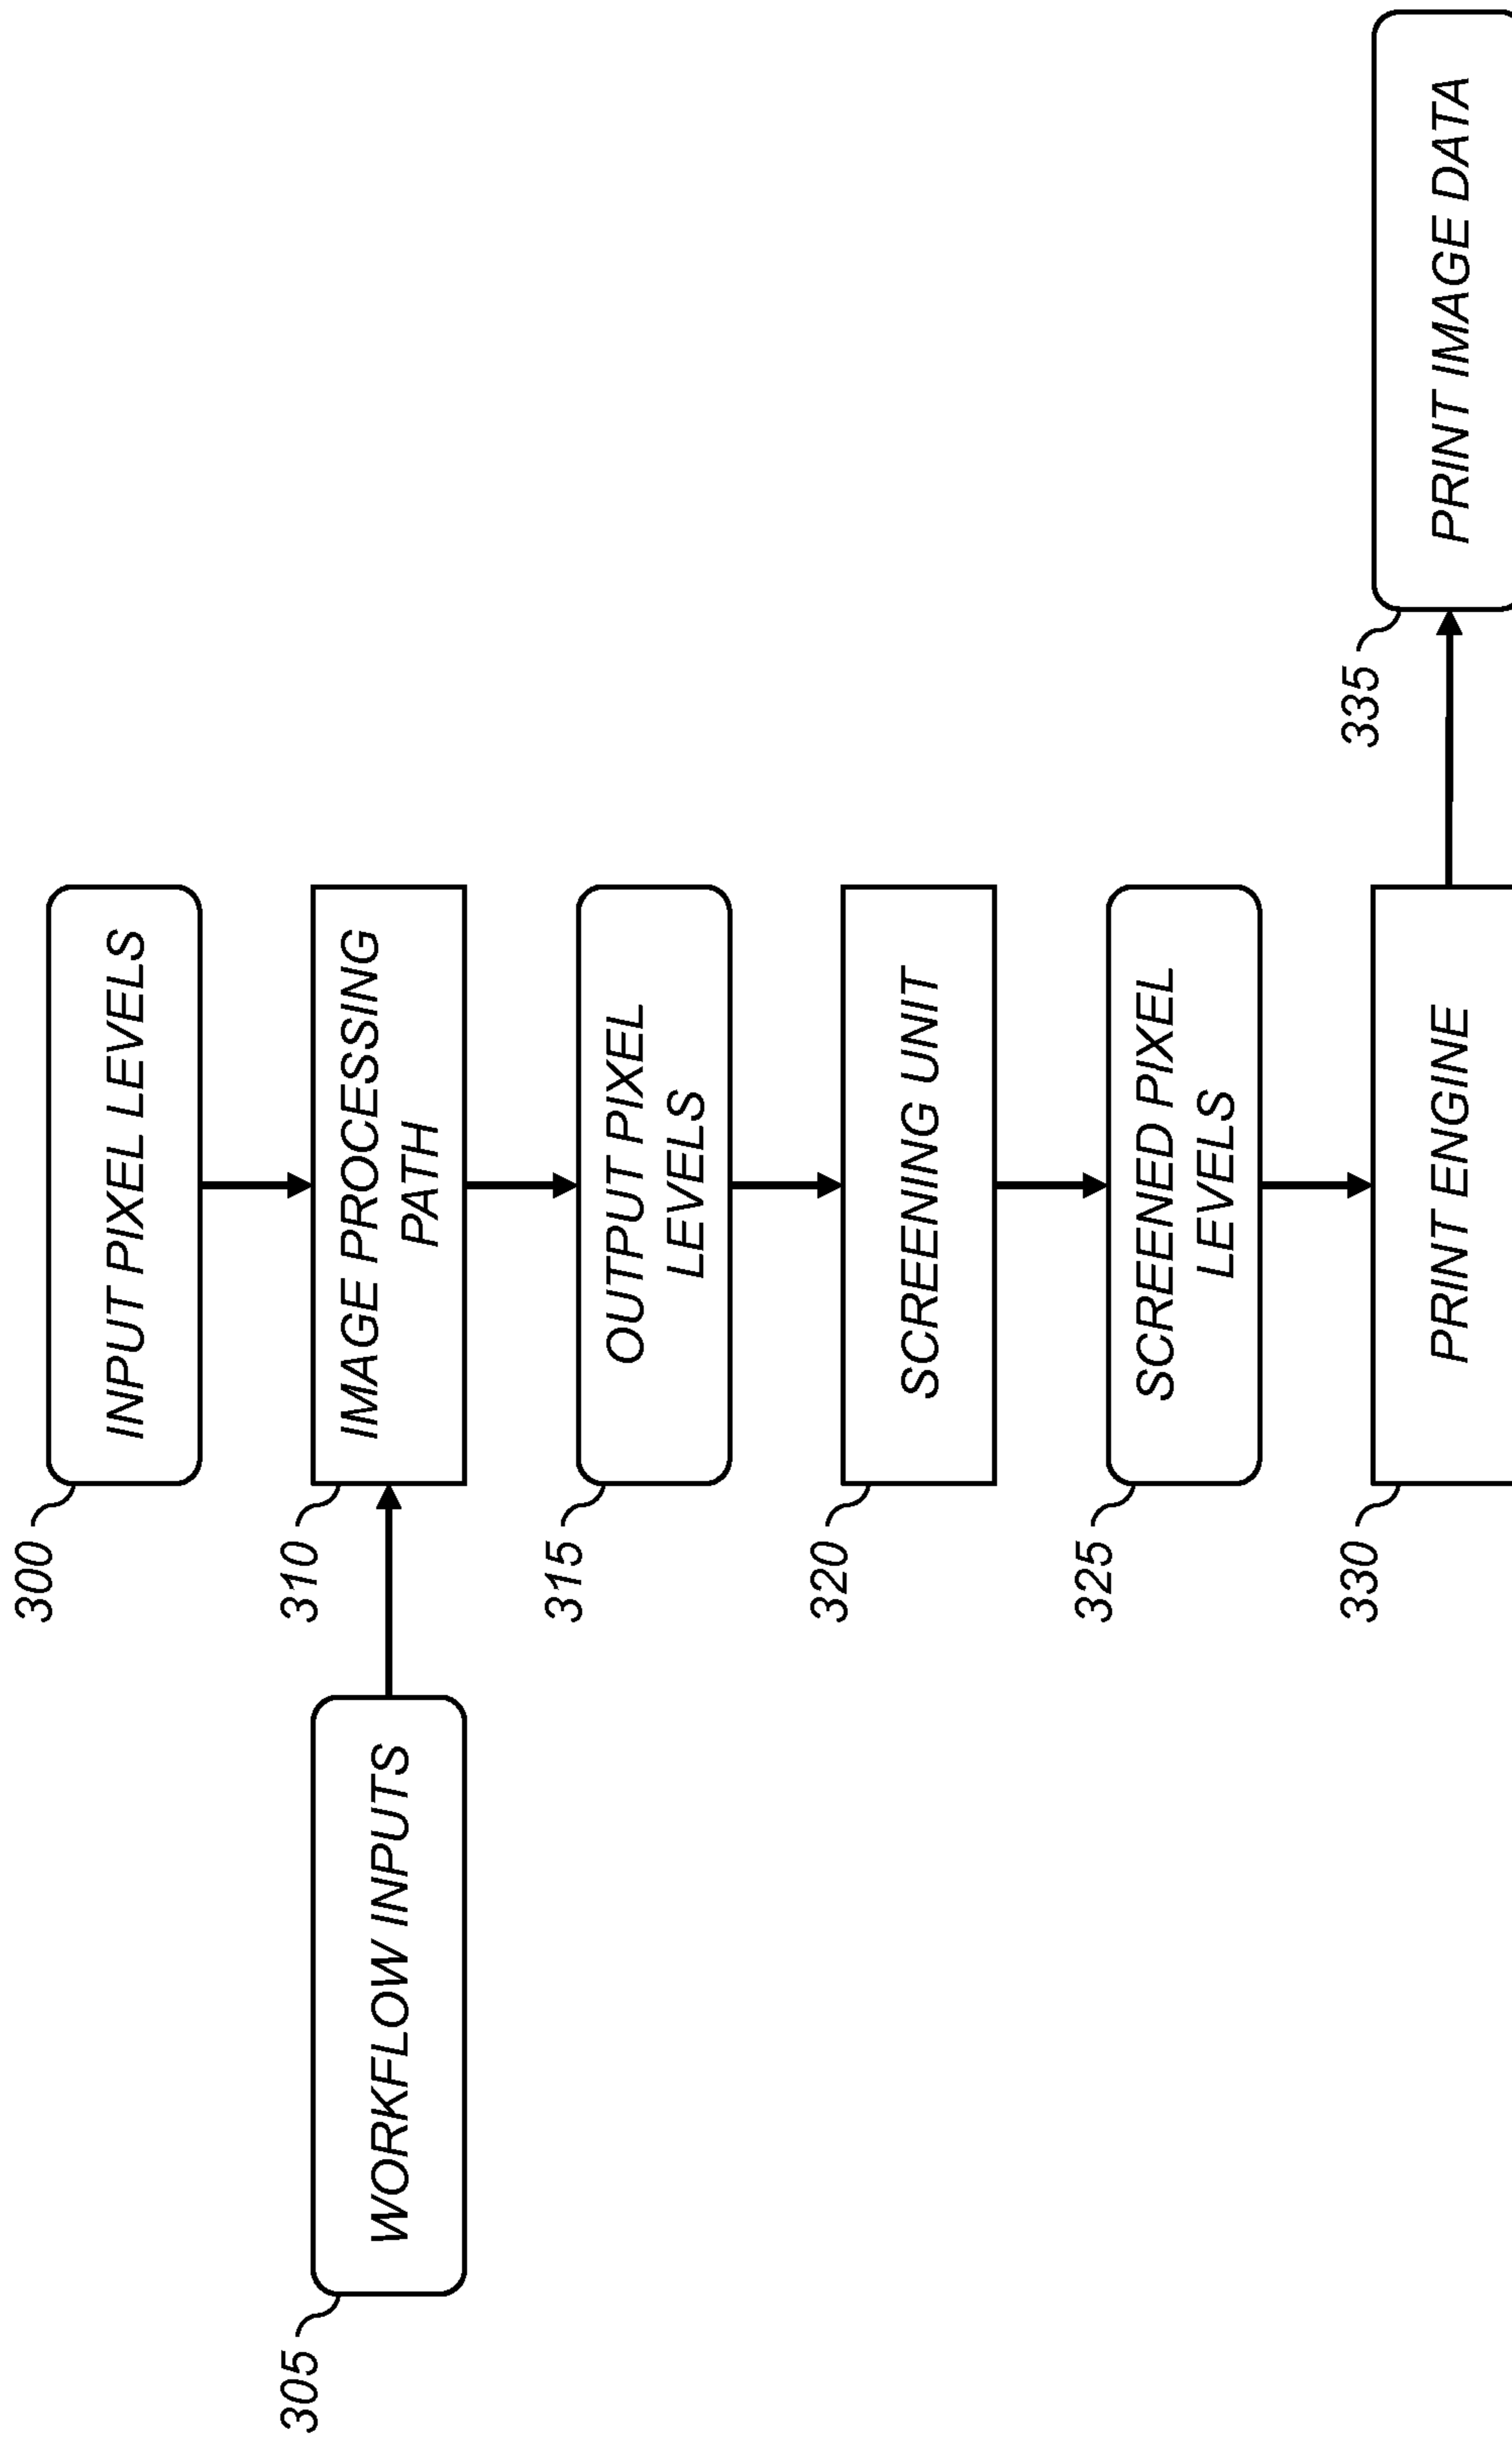 300
INPUT PIXEL LEVELS
305
WORKFLOW INPUTS
310
IMAGE PROCESSING
PATH
315
OUTPUT PIXEL
LEVELS
320
SCREENING UNIT
325
SCREENED PIXEL
LEVELS
330
PRINT ENGINE
335
PRINT IMAGE DATA